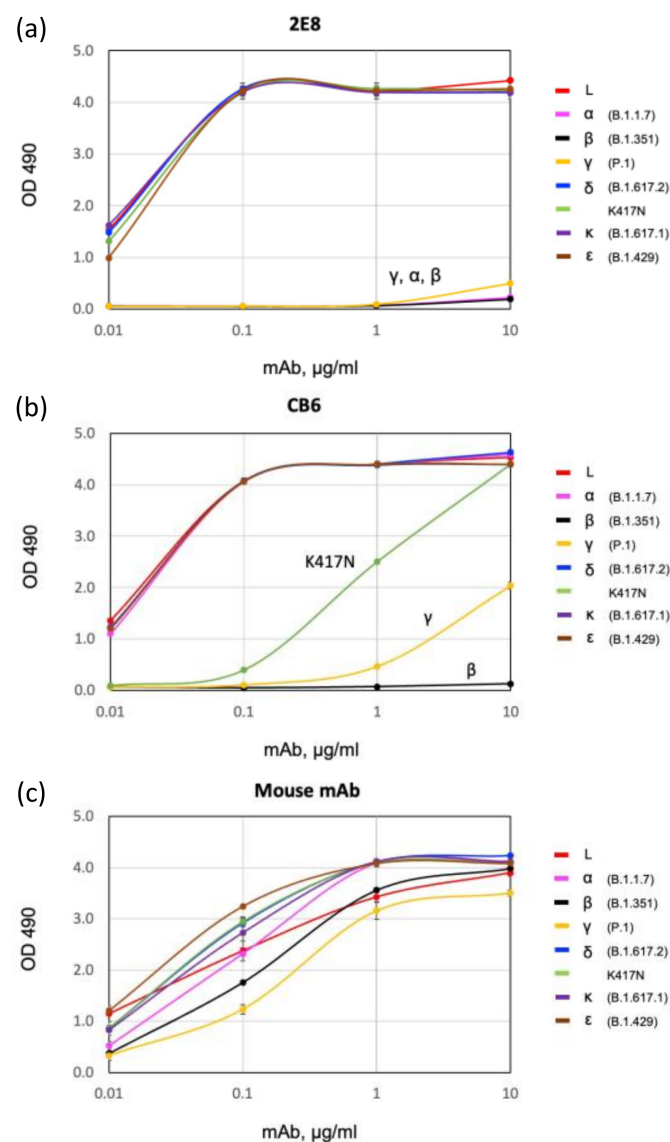 (a)
2E8
5.0
4.0
3.0
2.0
1.0
0.0
OD 490
γ, α, β
0.01 0.1 1 10
mAb, µg/ml
L
α (B.1.1.7)
β (B.1.351)
γ (P.1)
δ (B.1.617.2)
K417N
κ (B.1.617.1)
ε (B.1.429)
(b)
CB6
5.0
4.0
3.0
2.0
1.0
0.0
OD 490
K417N
γ
β
0.01 0.1 1 10
mAb, µg/ml
L
α (B.1.1.7)
β (B.1.351)
γ (P.1)
δ (B.1.617.2)
K417N
κ (B.1.617.1)
ε (B.1.429)
(c)
Mouse mAb
5.0
4.0
3.0
2.0
1.0
0.0
OD 490
0.01 0.1 1 10
mAb, µg/ml
L
α (B.1.1.7)
β (B.1.351)
γ (P.1)
δ (B.1.617.2)
K417N
κ (B.1.617.1)
ε (B.1.429)